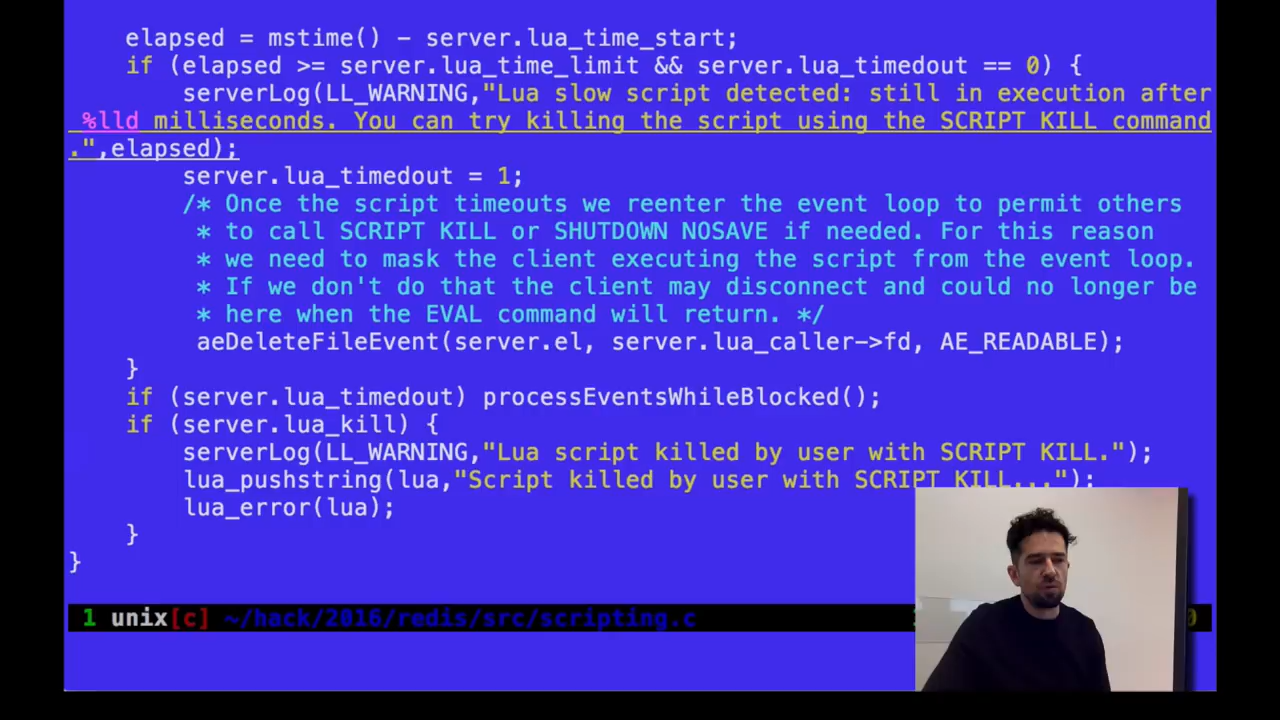 elapsed = mstime() - server.lua_time_start;
if (elapsed >= server.lua_time_limit && server.lua_timedout == 0) {
serverLog(LL_WARNING,"Lua slow script detected: still in execution after
%lld milliseconds. You can try killing the script using the SCRIPT KILL command
.",elapsed);
server.lua_timedout = 1;
/* Once the script timeouts we reenter the event loop to permit others
* to call SCRIPT KILL or SHUTDOWN NOSAVE if needed. For this reason
* we need to mask the client executing the script from the event loop.
* If we don't do that the client may disconnect and could no longer be
* here when the EVAL command will return. */
aeDeleteFileEvent(server.el, server.lua_caller->fd, AE_READABLE);
}
if (server.lua_timedout) processEventsWhileBlocked();
if (server.lua_kill) {
serverLog(LL_WARNING,"Lua script killed by user with SCRIPT KILL.");
lua_pushstring(lua,"Script killed by user with SCRIPT KILL...");
lua_error(lua);
}
}
1 unix[c] ~/hack/2016/redis/src/scripting.c